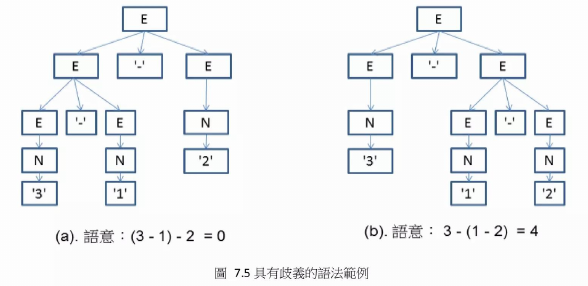 E E
E '-' E E '-' E
E '-' E N N E '-' E
N N '2' '3' N N
'3' '1' '1' '2'
(a). 語意：(3 - 1) - 2 = 0 (b). 語意： 3 - (1 - 2) = 4
圖 7.5 具有歧義的語法範例